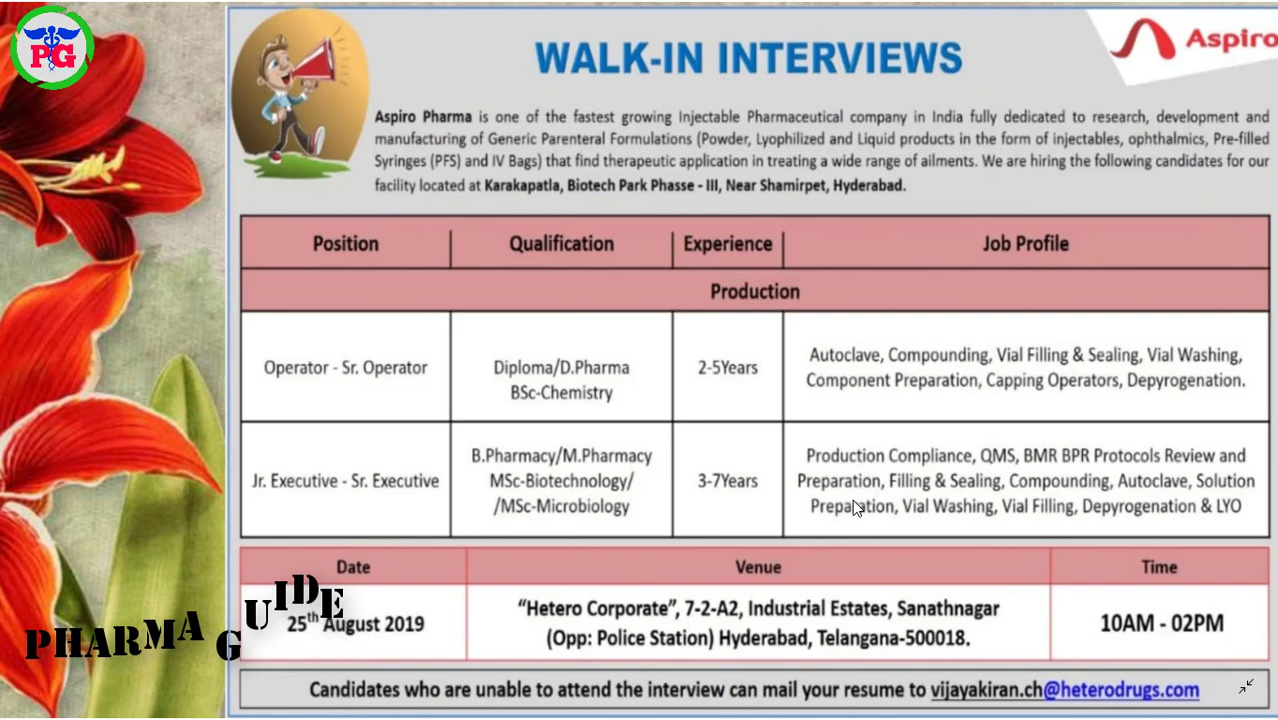 PG
WALK-IN INTERVIEWS
Aspiro
Aspiro Pharma is one of the fastest growing Injectable Pharmaceutical company in India fully dedicated to research, development and
manufacturing of Generic Parenteral Formulations (Powder, Lyophilized and Liquid products in the form of injectables, ophthalmics, Pre-filled
Syringes (PFS) and IV Bags) that find therapeutic application in treating a wide range of ailments. We are hiring the following candidates for our
facility located at Karakapatla, Biotech Park Phasse - III, Near Shamirpet, Hyderabad.
Position Qualification Experience Job Profile
Production
Operator - Sr. Operator
Diploma/D.Pharma
BSc-Chemistry
2-5Years
Autoclave, Compounding, Vial Filling & Sealing, Vial Washing,
Component Preparation, Capping Operators, Depyrogenation.
Jr. Executive - Sr. Executive
B.Pharmacy/M.Pharmacy
MSc-Biotechnology/
/MSc-Microbiology
3-7Years
Production Compliance, QMS, BMR BPR Protocols Review and
Preparation, Filling & Sealing, Compounding, Autoclave, Solution
Preparation, Vial Washing, Vial Filling, Depyrogenation & LYO
Date Venue Time
25th August 2019
"Hetero Corporate", 7-2-A2, Industrial Estates, Sanathnagar
(Opp: Police Station) Hyderabad, Telangana-500018.
10AM - 02PM
PHARMA GUIDE
Candidates who are unable to attend the interview can mail your resume to vijayakiran.ch@heterodrugs.com